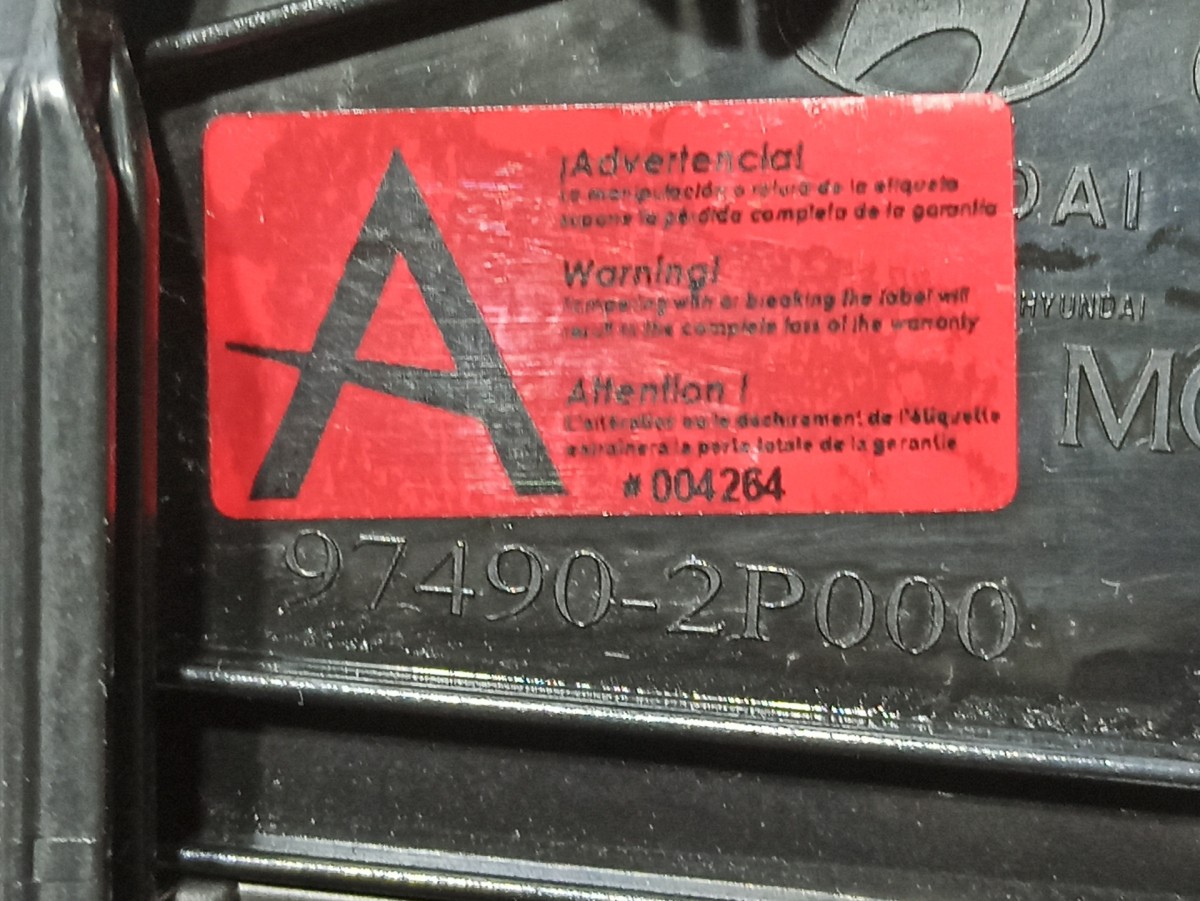 ¡Advertencia!
La manipulación o rotura de la etiqueta
supone la pérdida completa de la garantía
DAI
Warning!
Tampering with or breaking the label will
result in the complete loss of the warranty
HYUNDAI
Attention !
L'altération ou le déchirement de l'étiquette
entraînera la perte totale de la garantie
MO
# 004264
97490-2P000